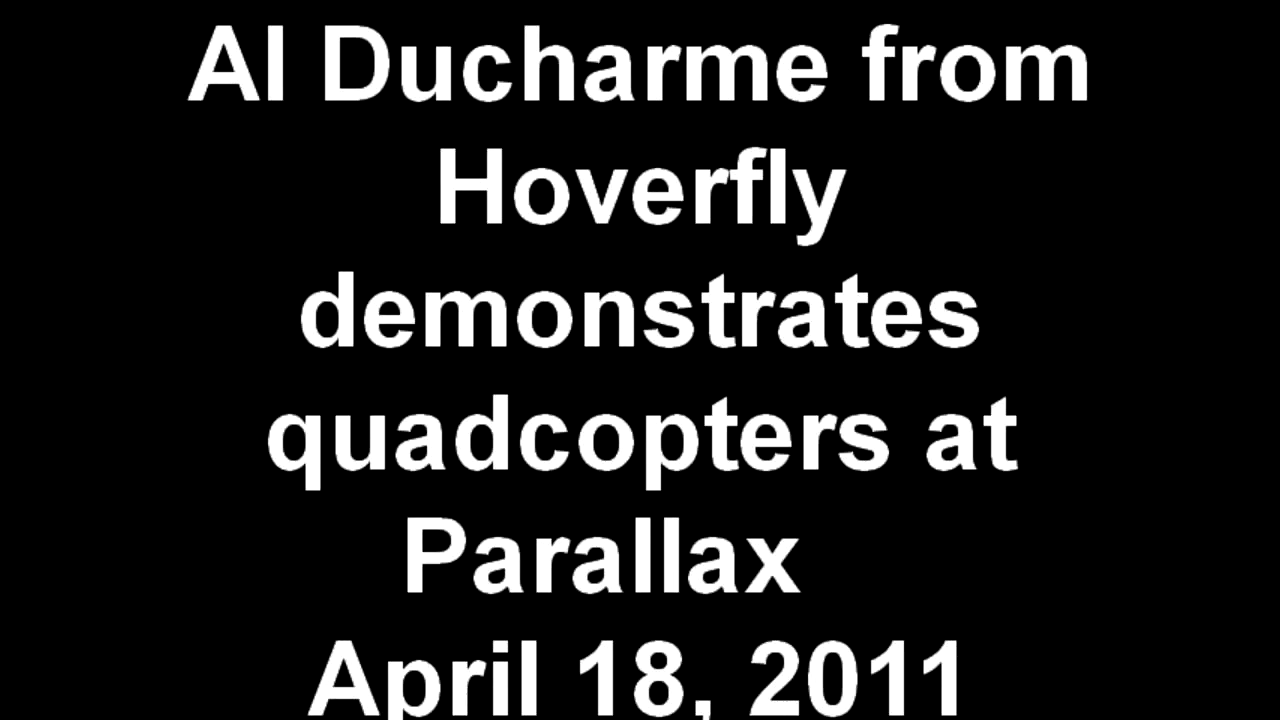 Al Ducharme from
Hoverfly
demonstrates
quadcopters at
Parallax
April 18, 2011